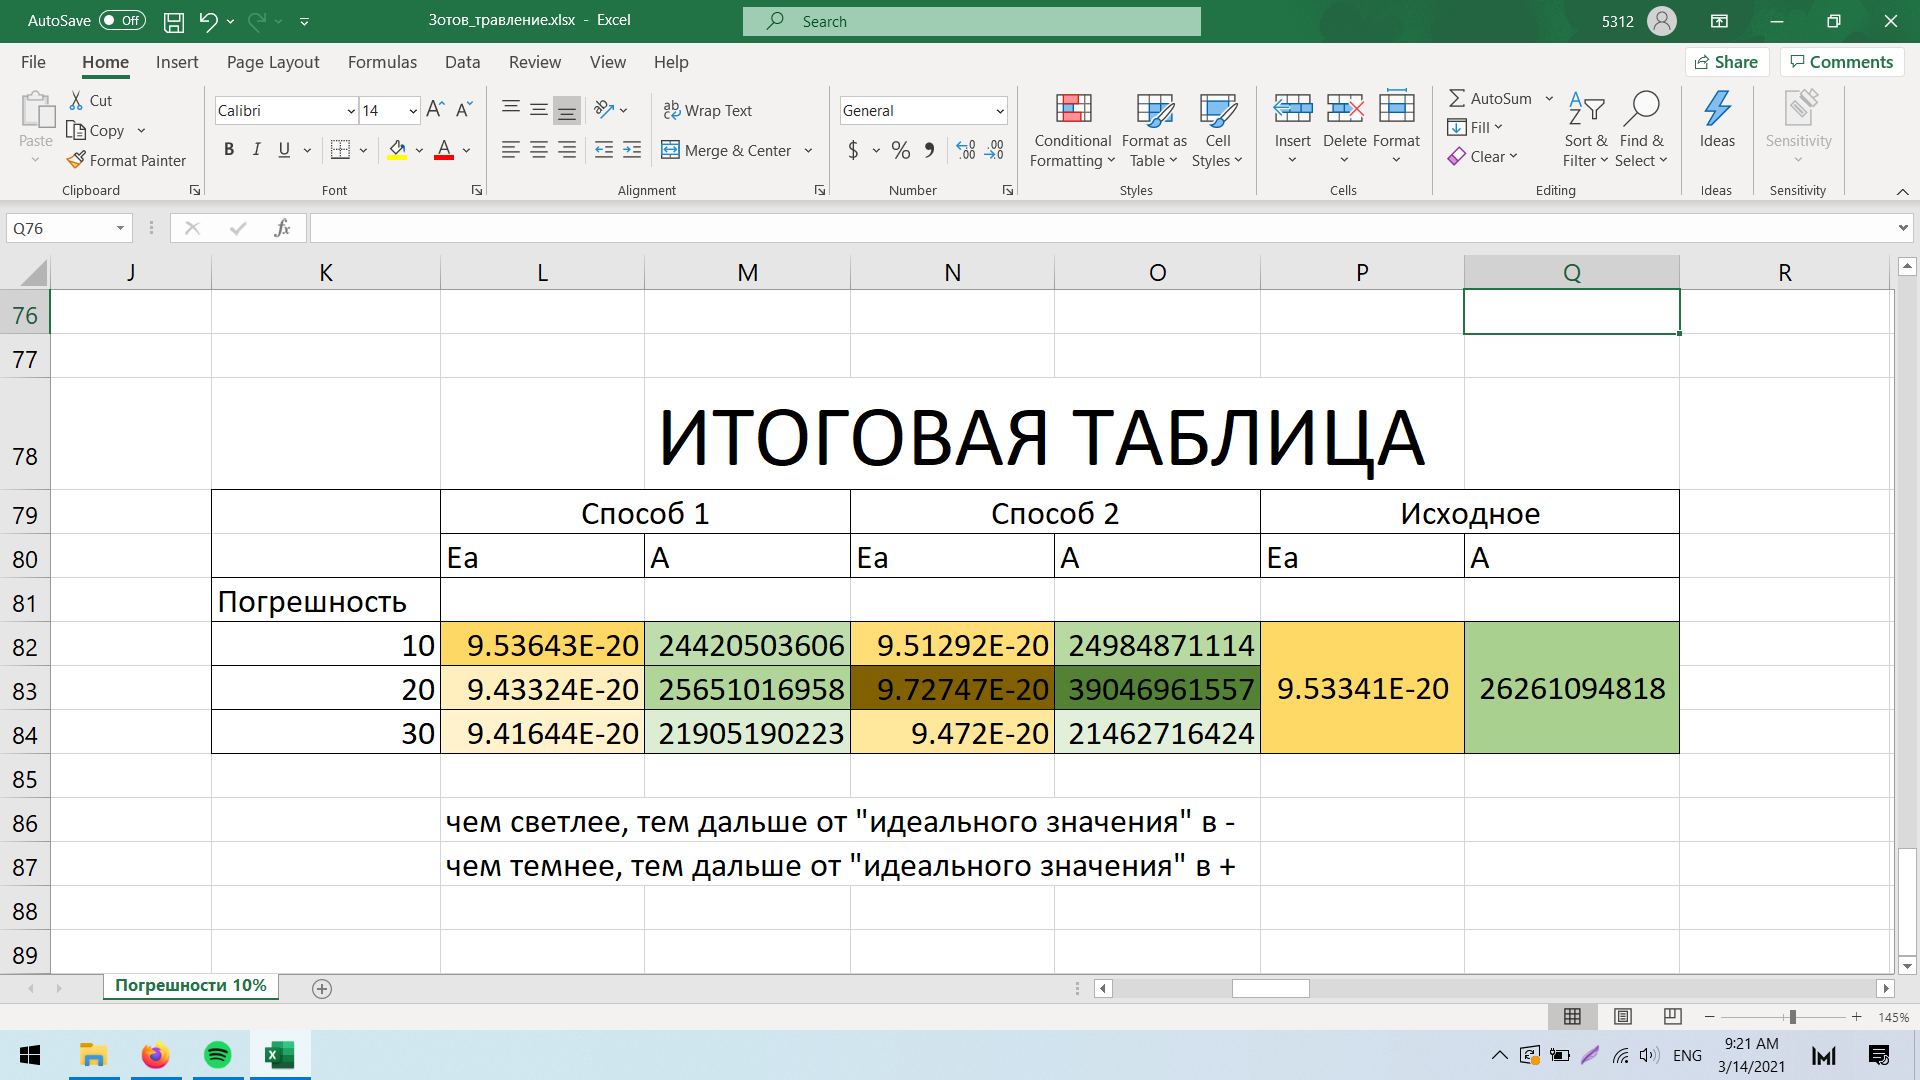 AutoSave Off Зотов_травление.xlsx - Excel Search 5312
File Home Insert Page Layout Formulas Data Review View Help Share Comments
Paste Cut Copy Format Painter Clipboard
Calibri 14 B I U A Font
Wrap Text Merge & Center Alignment
General $ % Number
Conditional Formatting Format as Table Cell Styles Styles
Insert Delete Format Cells
AutoSum Fill Clear Sort & Filter Find & Select Editing
Ideas Ideas
Sensitivity Sensitivity
Q76 fx
J K L M N O P Q R
76
77
78 ИТОГОВАЯ ТАБЛИЦА
79 Способ 1 Способ 2 Исходное
80 Еа А Еа А Еа А
81 Погрешность
82 10 9.53643E-20 24420503606 9.51292E-20 24984871114
83 20 9.43324E-20 25651016958 9.72747E-20 39046961557 9.53341E-20 26261094818
84 30 9.41644E-20 21905190223 9.472E-20 21462716424
85
86 чем светлее, тем дальше от "идеального значения" в -
87 чем темнее, тем дальше от "идеального значения" в +
88
89
Погрешности 10%
145%
ENG 9:21 AM
3/14/2021